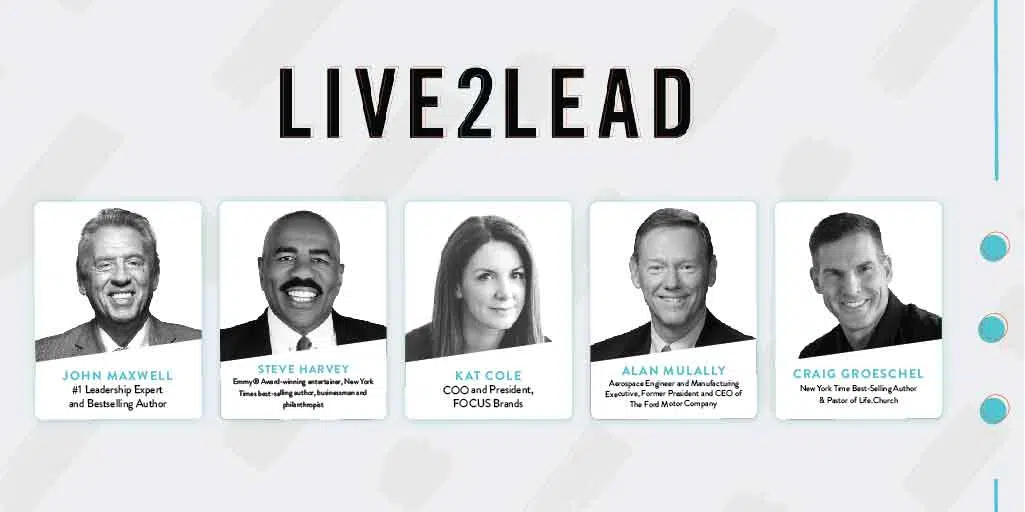 LIVE2LEAD
JOHN MAXWELL
#1 Leadership Expert
and Bestselling Author
STEVE HARVEY
Emmy® Award-winning entertainer, New York
Times best-salling author, businessman and
philanthropist
KAT COLE
COO and President,
FOCUS Brands
ALAN MULALLY
Aerospace Engineer and Manufacturing
Executive, Former President and CEO of
The Ford Motor Company
CRAIG GROESCHEL
New York Time Best-Selling Author
& Pastor of Life.Church